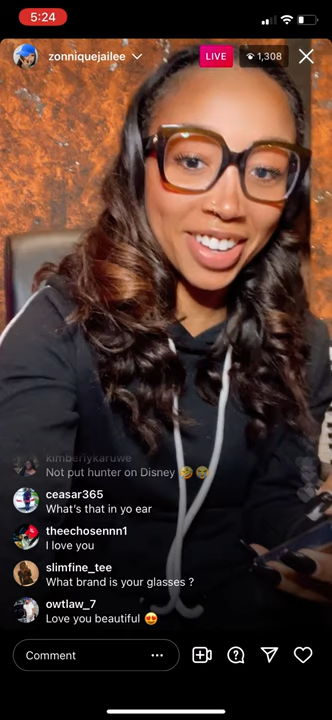 5:24
zonniquejailee
LIVE
1,308
kimberlykaruwe
Not put hunter on Disney 🤣😭
ceasar365
What's that in yo ear
theechosennn1
I love you
slimfine_tee
What brand is your glasses ?
owtlaw_7
Love you beautiful 😍
Comment